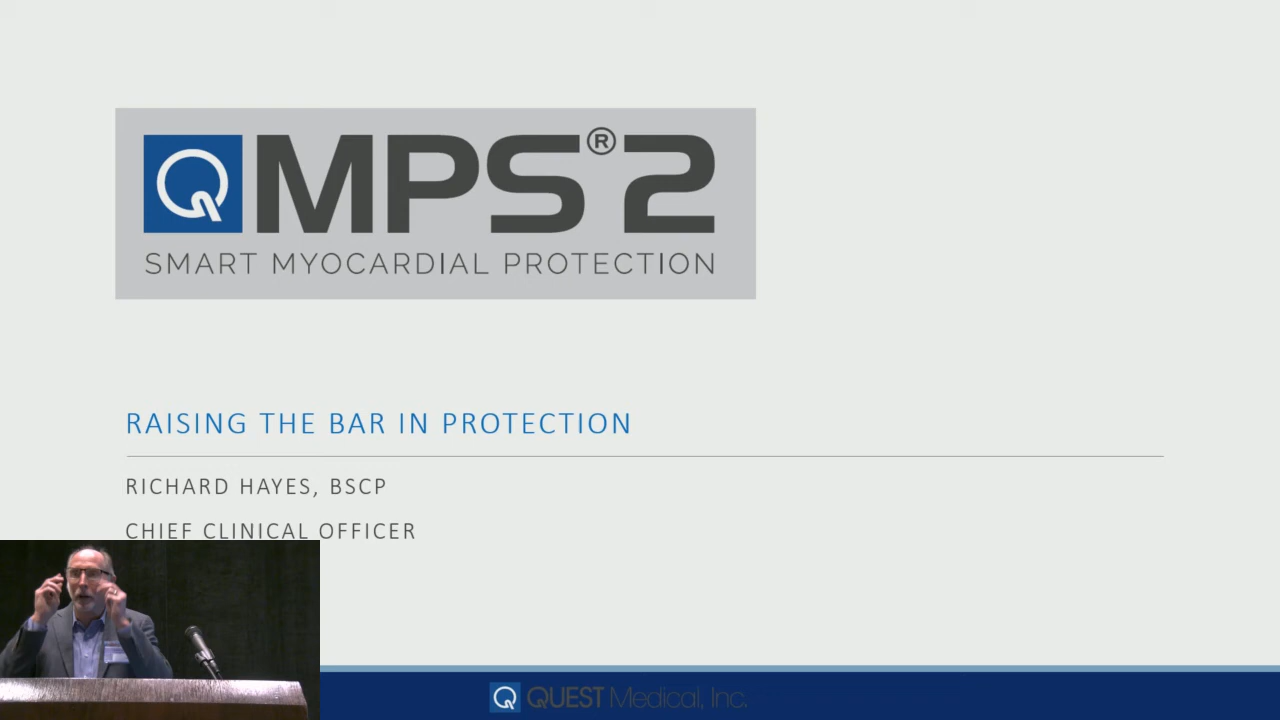 Q MPS®2
SMART MYOCARDIAL PROTECTION
RAISING THE BAR IN PROTECTION
RICHARD HAYES, BSCP
CHIEF CLINICAL OFFICER
Q QUEST Medical, Inc.